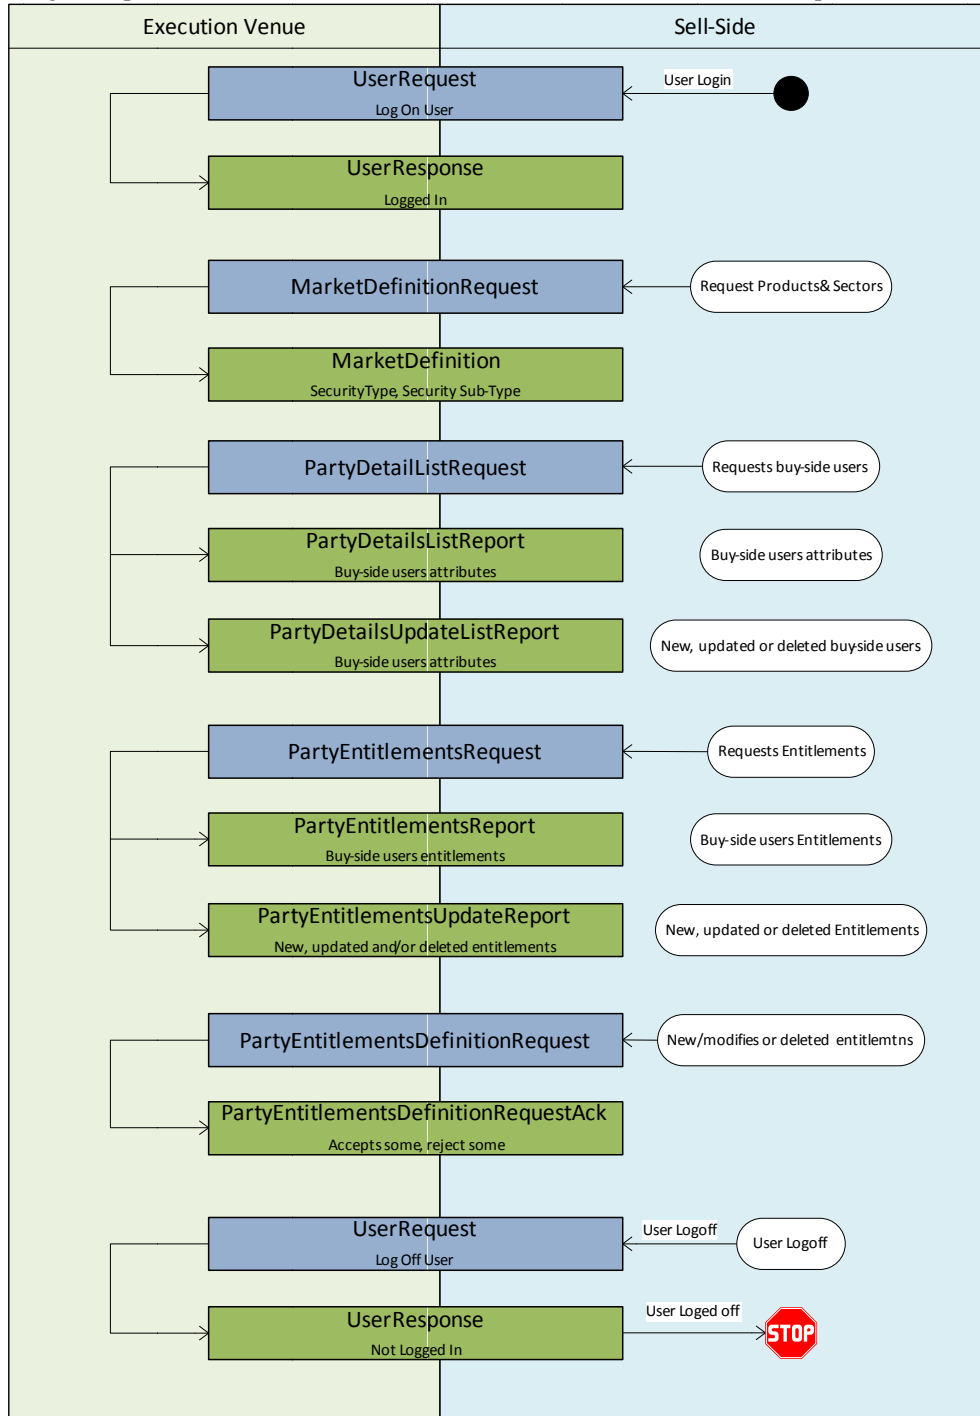 Execution Venue
Sell-Side
UserRequest
Log On User
User Login
UserResponse
Logged In
MarketDefinitionRequest
Request Products& Sectors
MarketDefinition
SecurityType, Security Sub-Type
PartyDetailListRequest
Requests buy-side users
PartyDetailsListReport
Buy-side users attributes
Buy-side users attributes
PartyDetailsUpdateListReport
Buy-side users attributes
New, updated or deleted buy-side users
PartyEntitlementsRequest
Requests Entitlements
PartyEntitlementsReport
Buy-side users entitlements
Buy-side users Entitlements
PartyEntitlementsUpdateReport
New, updated and/or deleted entitlements
New, updated or deleted Entitlements
PartyEntitlementsDefinitionRequest
New/modifies or deleted entitlemtns
PartyEntitlementsDefinitionRequestAck
Accepts some, reject some
UserRequest
Log Off User
User Logoff
User Logoff
UserResponse
Not Logged In
User Loged off
STOP